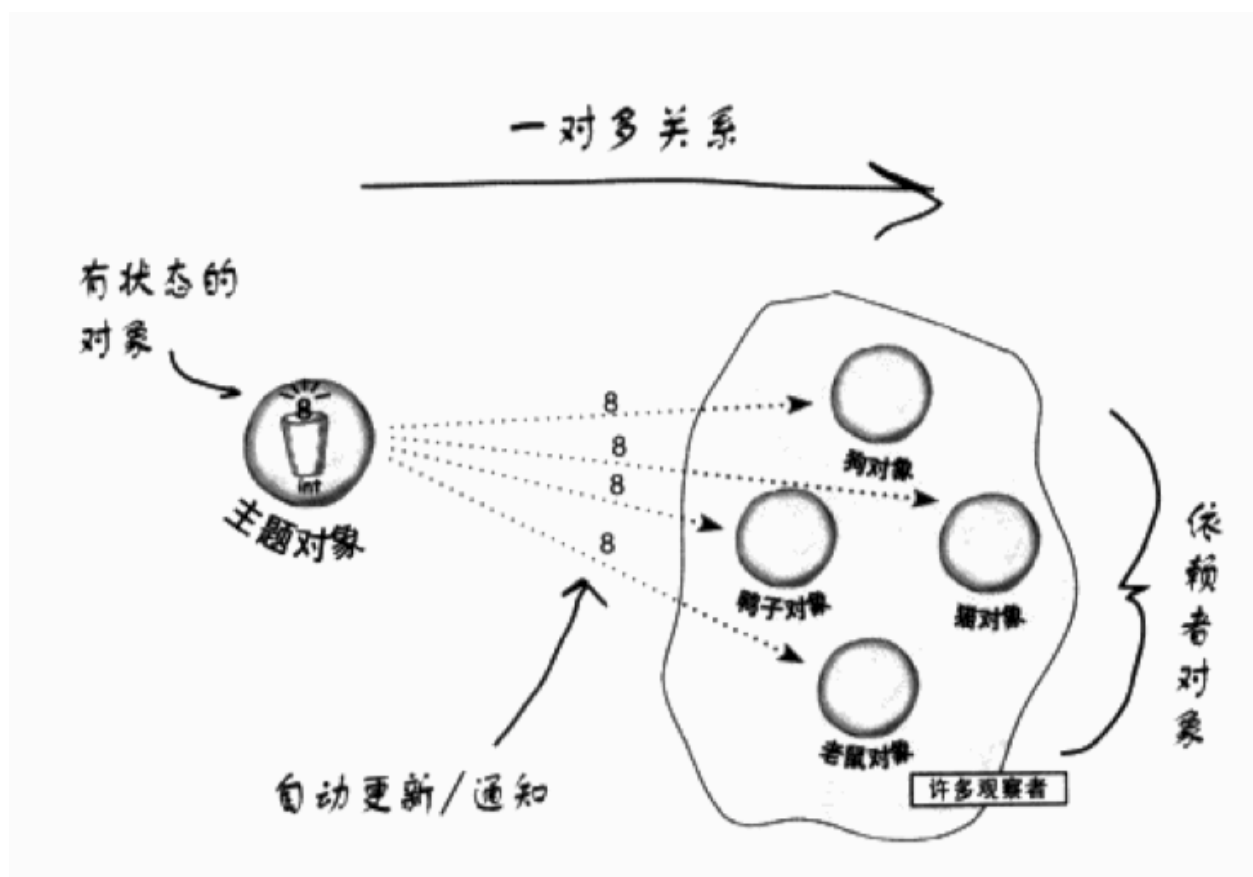 一对多关系
有状态的
对象
8
int
主题对象
8
8
8
8
狗对象
鸭子对象
猫对象
老鼠对象
依赖者对象
自动更新/通知
许多观察者